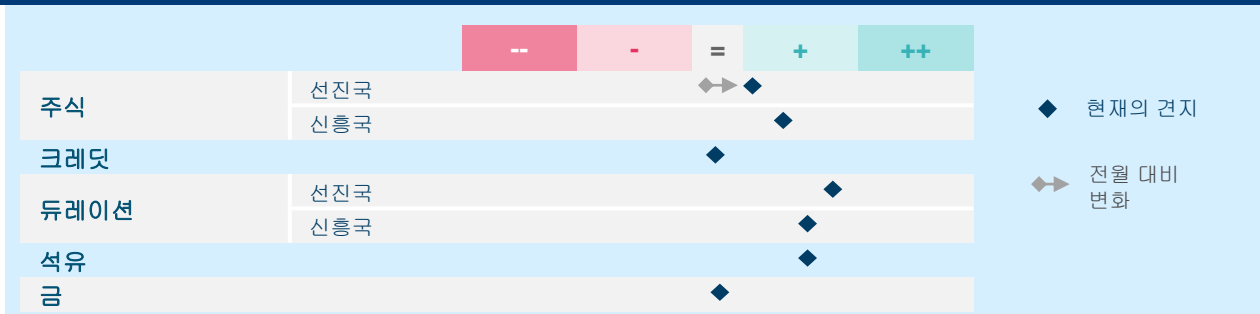 -- - = + ++
주식
선진국
신흥국
크레딧
듀레이션
선진국
신흥국
석유
금
현재의 견지
전월 대비
변화